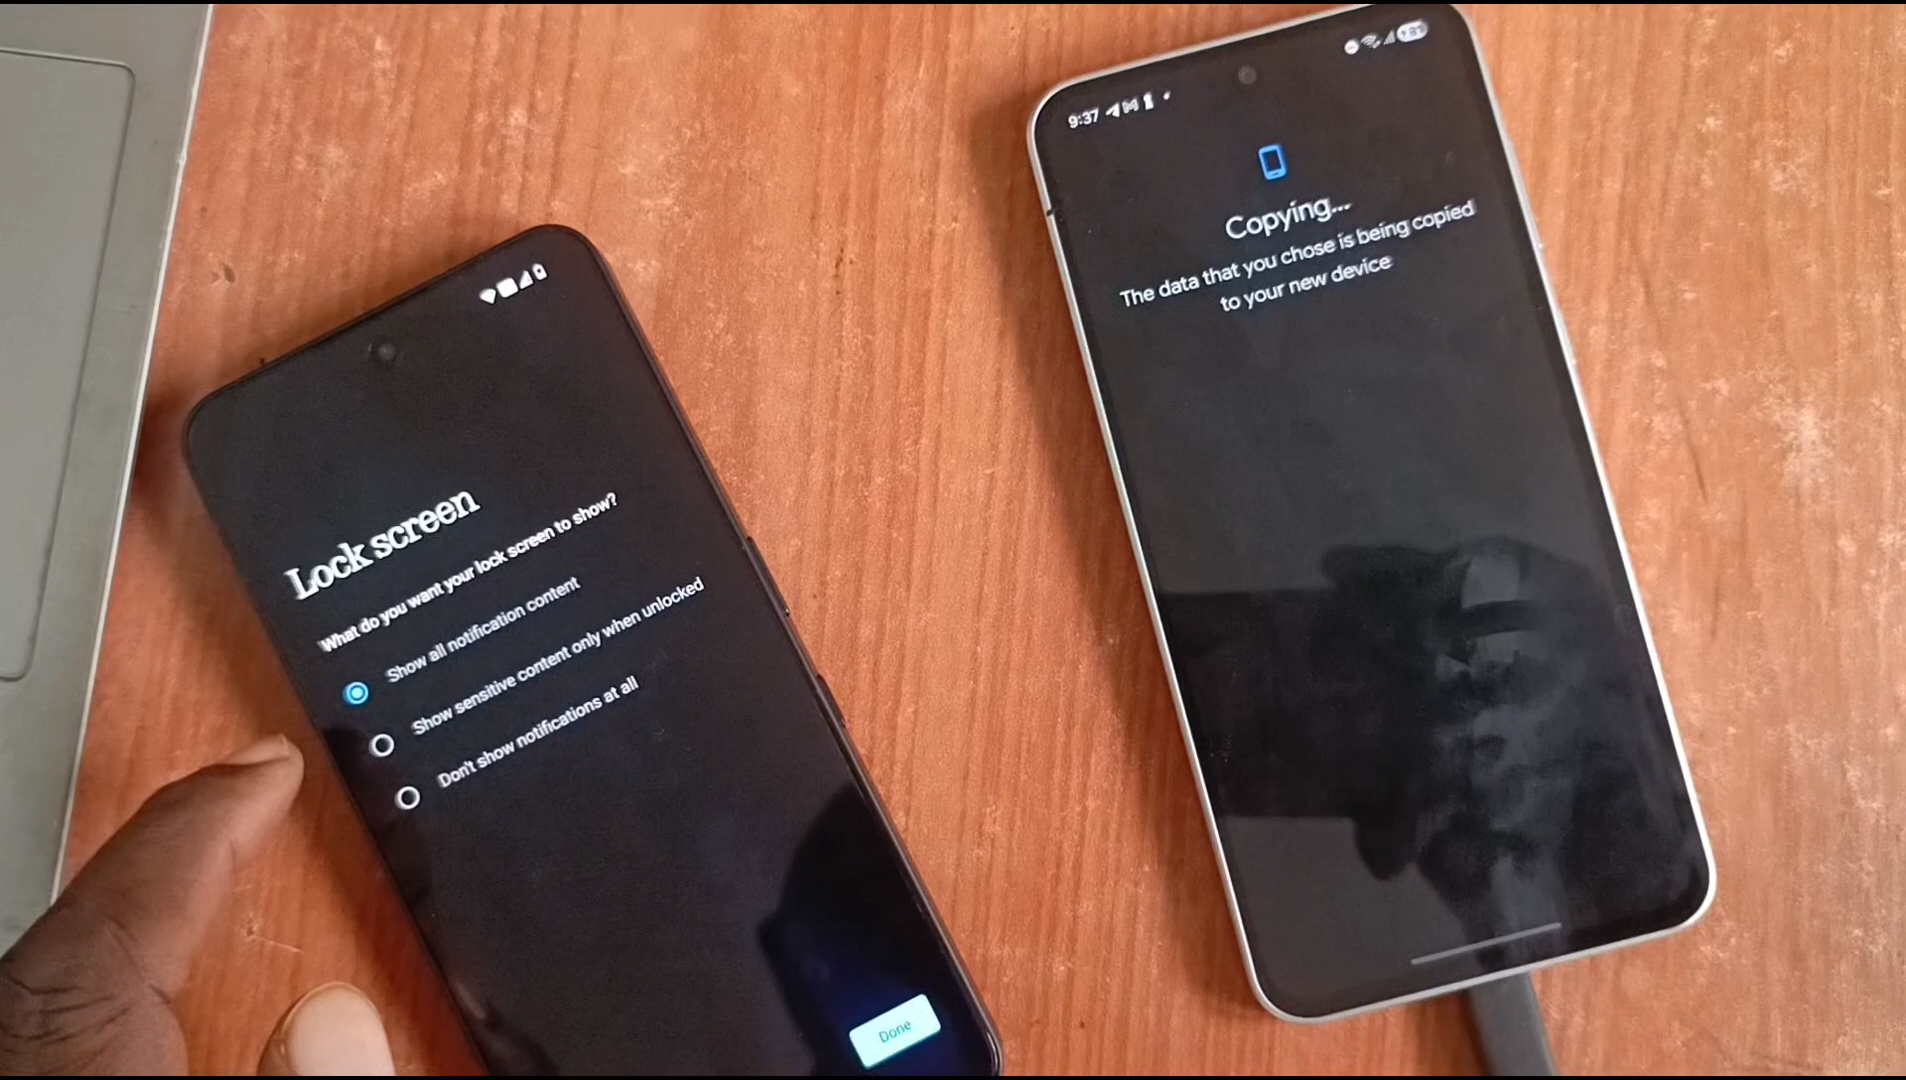 Lock screen
What do you want your lock screen to show?
Show all notification content
Show sensitive content only when unlocked
Don't show notifications at all
Done
9:37
Copying...
The data that you chose is being copied
to your new device